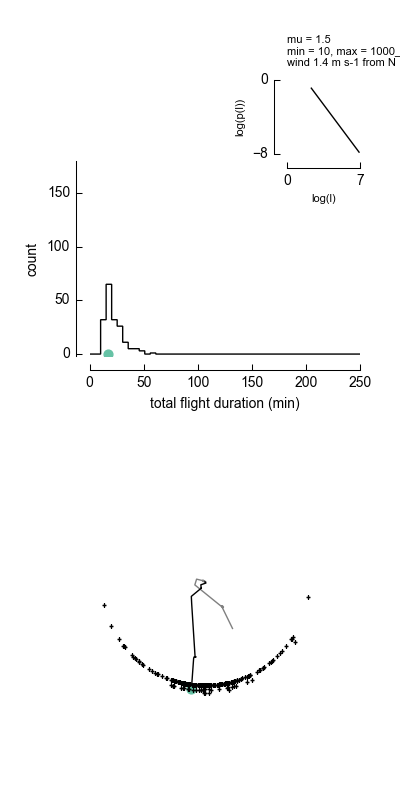 mu = 1.5
min = 10, max = 1000_
wind 1.4 m s-1 from N
0
log(p(l))
−8
0
7
log(l)
150
100
50
0
count
0
50
100
150
200
250
total flight duration (min)